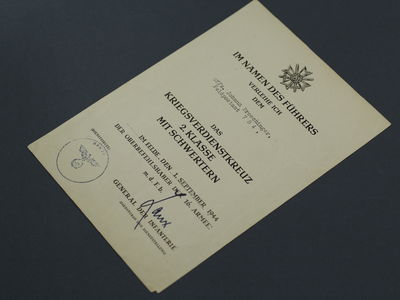 IM NAMEN DES FÜHRERS
VERLEIHE ICH
DEM
Johann
DAS
KRIEGSVERDIENSTKREUZ
2. KLASSE
MIT SCHWERTERN
IM FELDE, DEN 1. SEPTEMBER 1944
DER OBERBEFEHLSHABER DER 16. ARMEE:
m. d. F. b.
GENERAL DER INFANTERIE